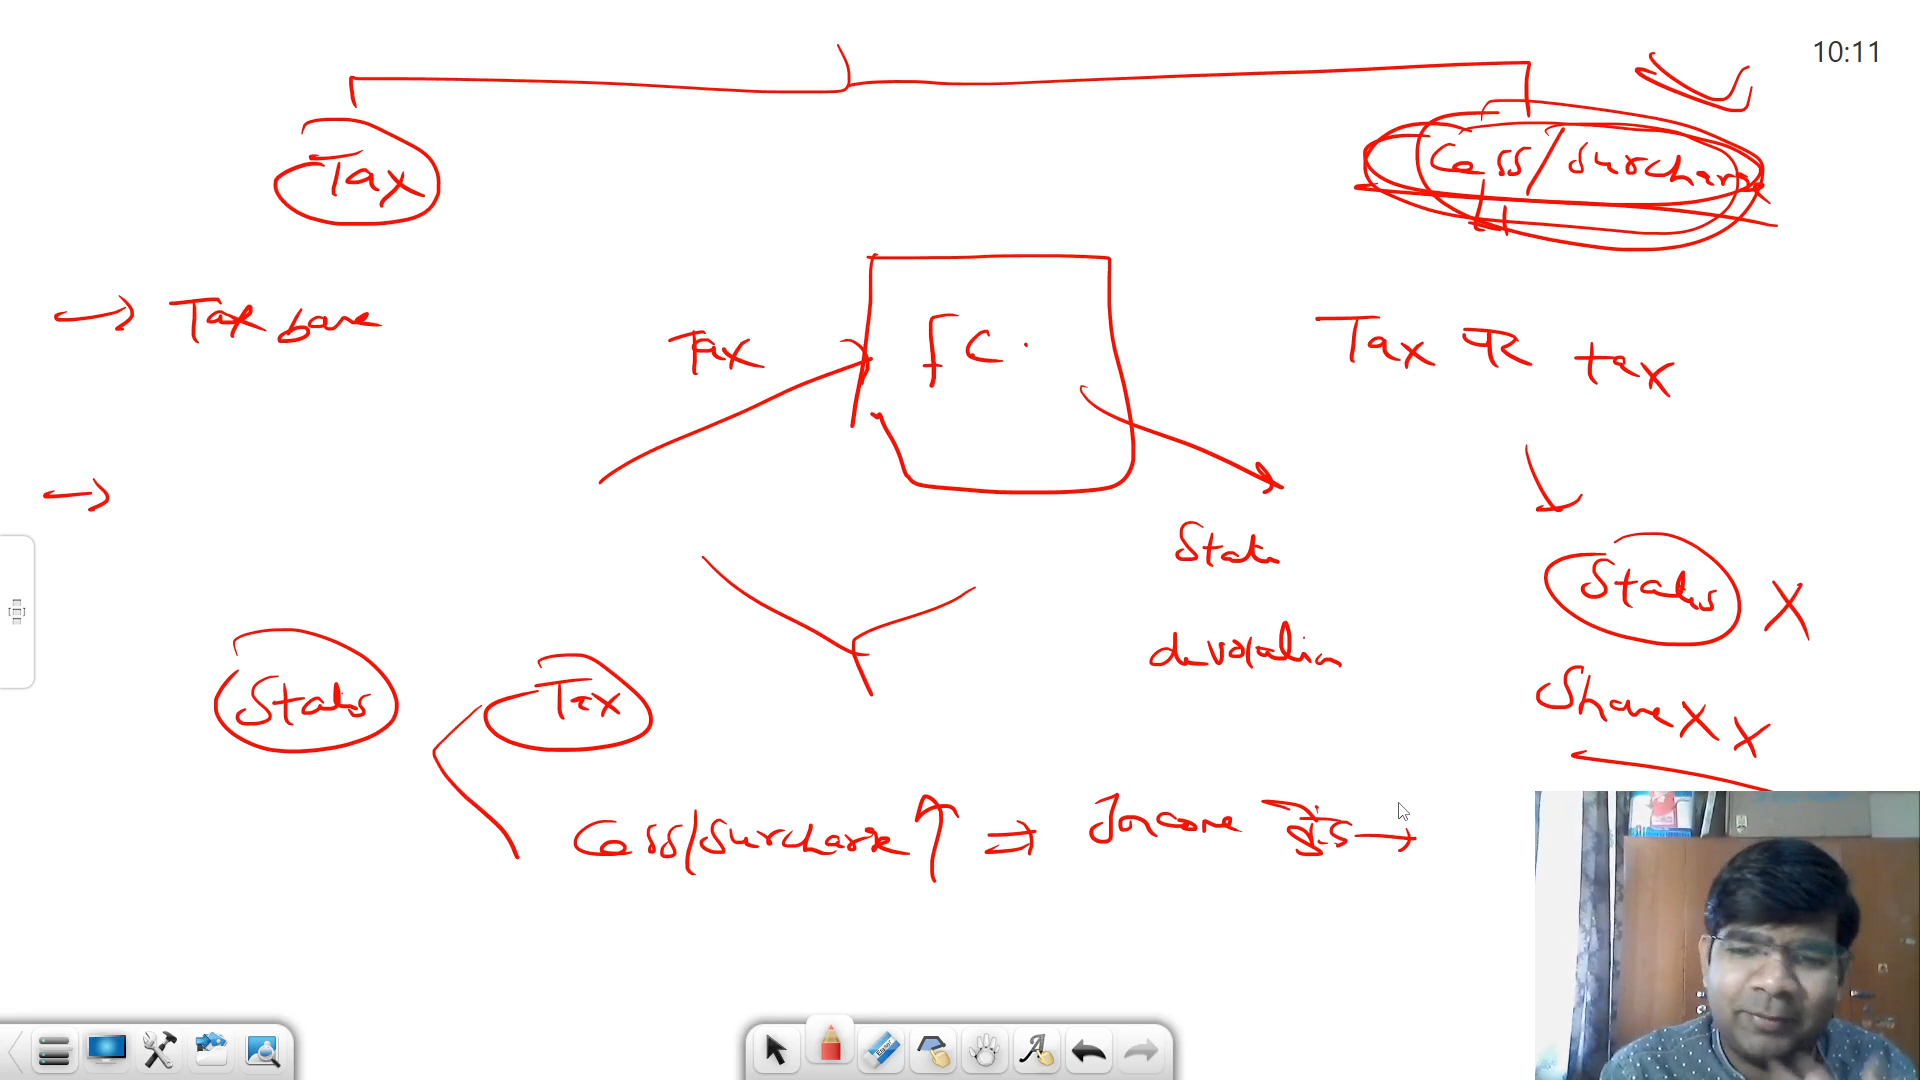 10:11
Tax
Cess/Surcharge
→ Tax base
Tax
FC.
Tax पर tax
→
States
States X
devolution
Share X X
States
Tax
Cess/Surcharge ↑ ⇒ Income